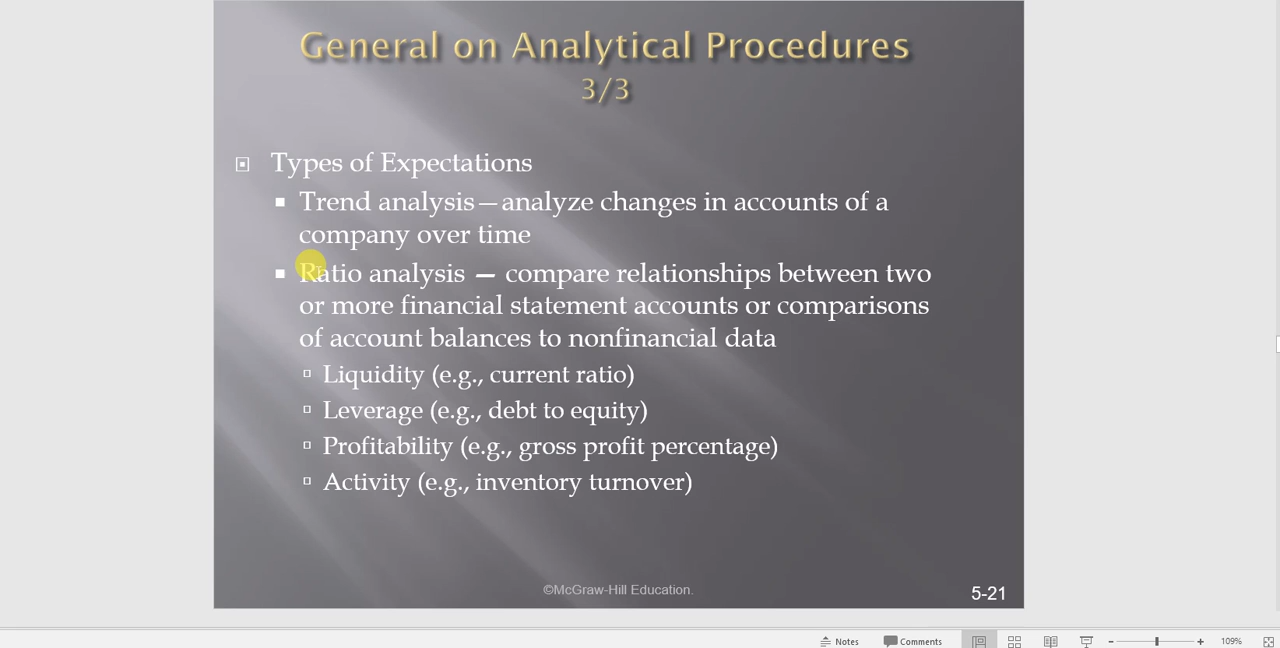 General on Analytical Procedures
3/3
Types of Expectations
Trend analysis—analyze changes in accounts of a
company over time
Ratio analysis — compare relationships between two
or more financial statement accounts or comparisons
of account balances to nonfinancial data
Liquidity (e.g., current ratio)
Leverage (e.g., debt to equity)
Profitability (e.g., gross profit percentage)
Activity (e.g., inventory turnover)
©McGraw-Hill Education.
5-21
Notes
Comments
109%